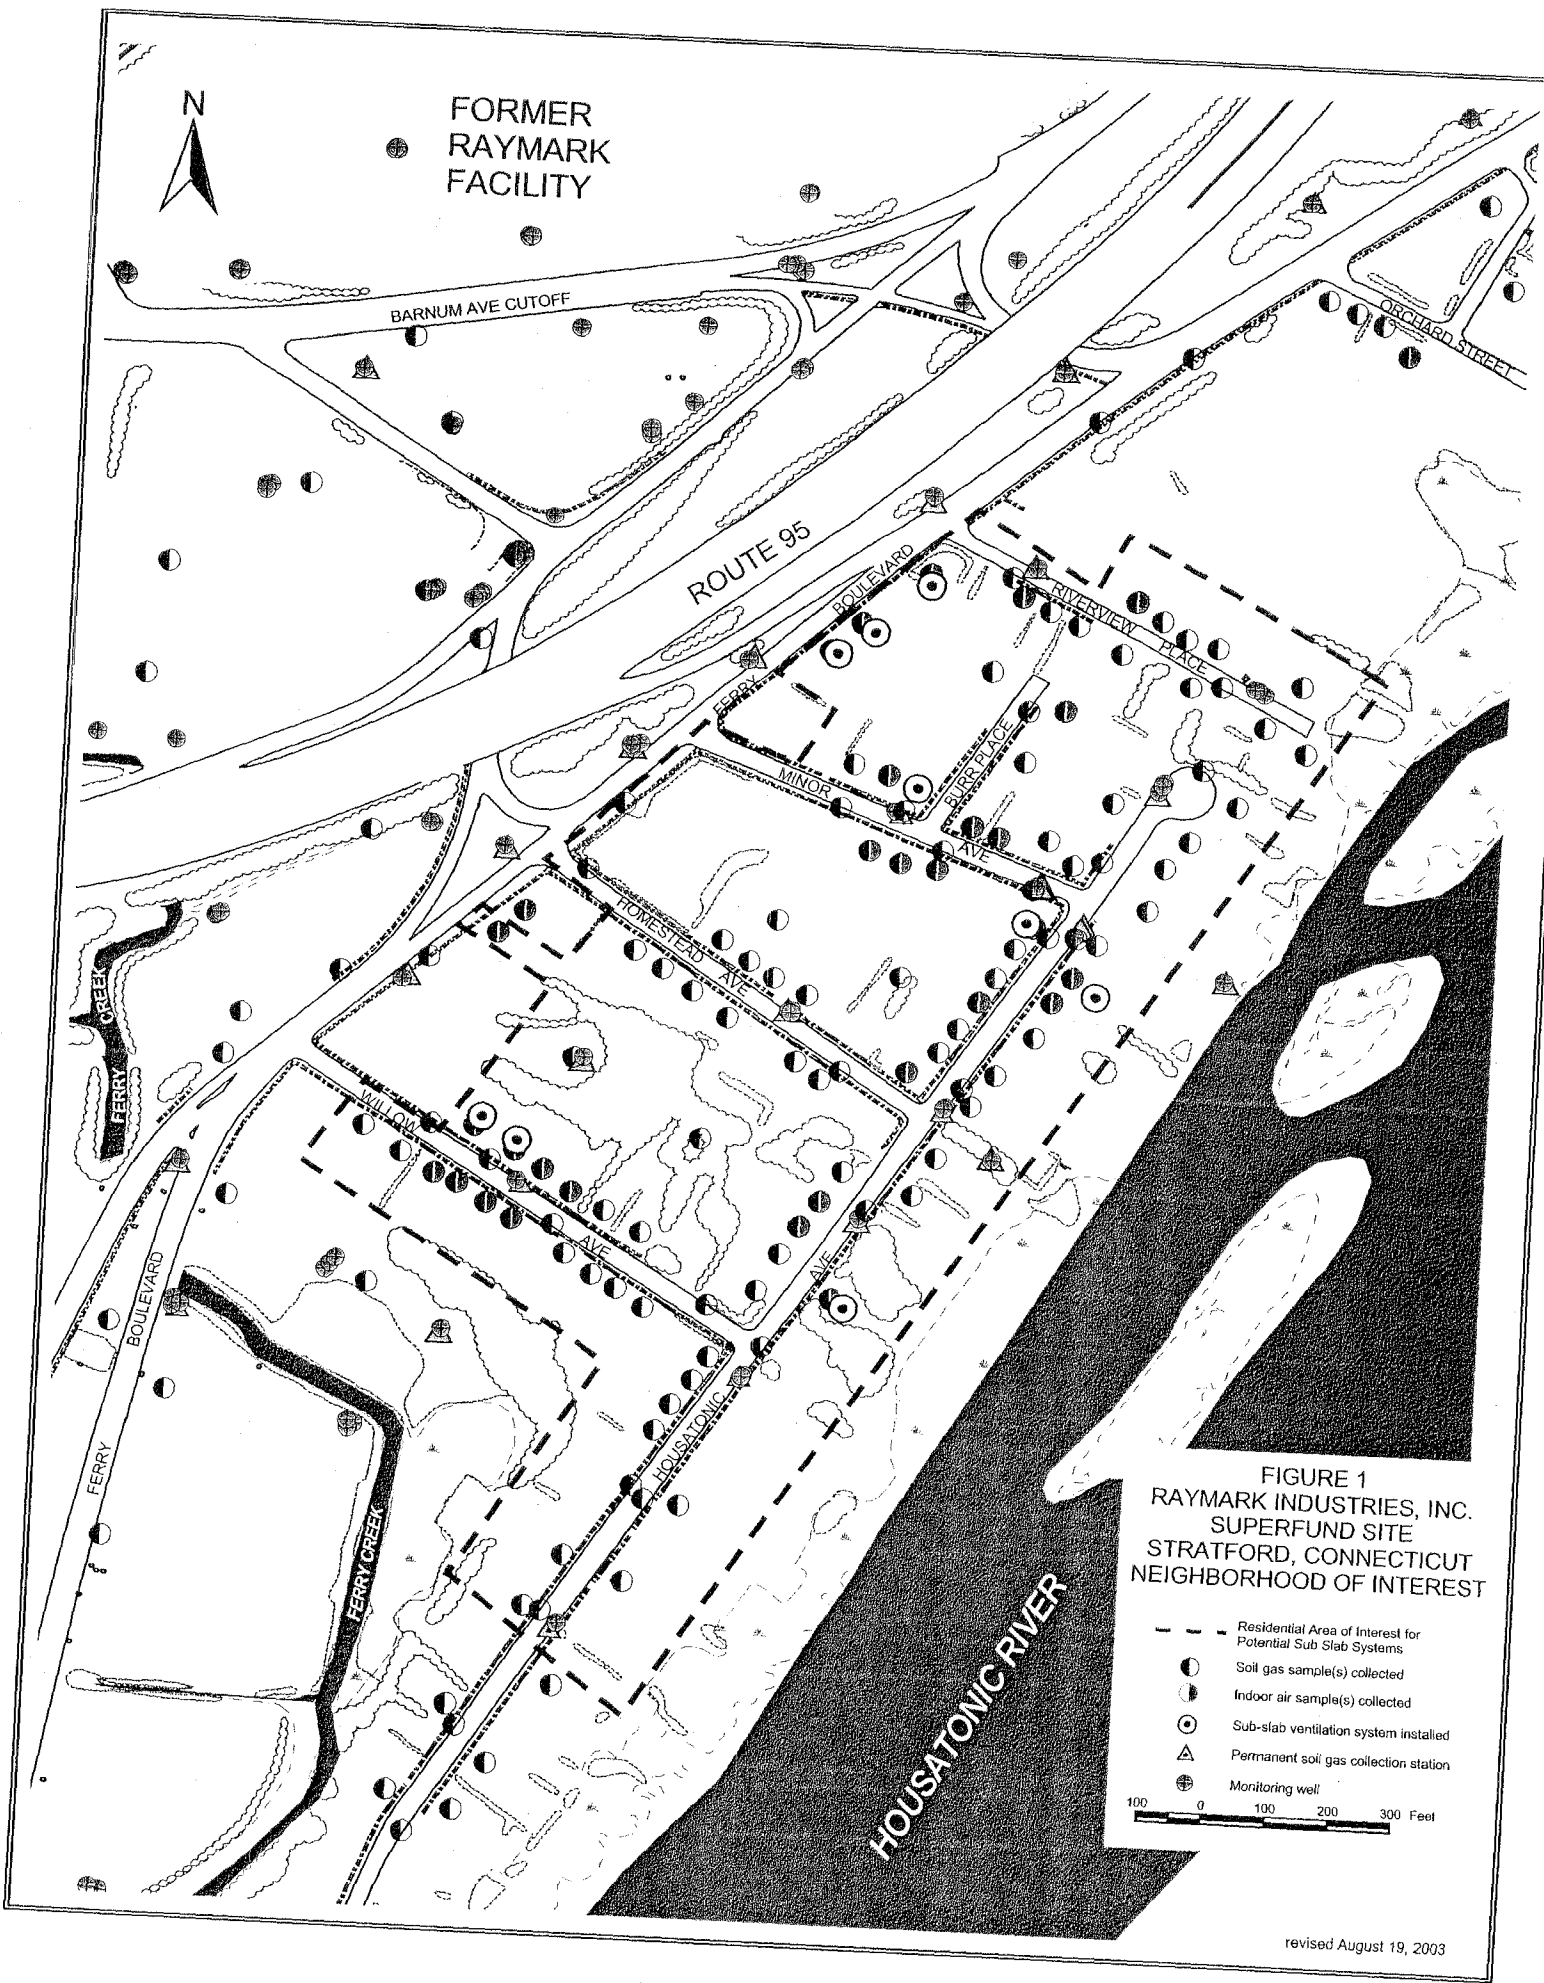 N
FORMER
RAYMARK
FACILITY
BARNUM AVE CUTOFF
ORCHARD STREET
ROUTE 95
BOULEVARD
FERRY
RIVERVIEW PLACE
BURR PLACE
MINOR
AVE
HOMESTEAD AVE
CREEK
FERRY
WILLOW
AVE
BOULEVARD
FERRY
AVE
HOUSATONIC
FERRY CREEK
HOUSATONIC RIVER
FIGURE 1
RAYMARK INDUSTRIES, INC.
SUPERFUND SITE
STRATFORD, CONNECTICUT
NEIGHBORHOOD OF INTEREST
Residential Area of Interest for
Potential Sub Slab Systems
Soil gas sample(s) collected
Indoor air sample(s) collected
Sub-slab ventilation system installed
Permanent soil gas collection station
Monitoring well
100 0 100 200 300 Feet
revised August 19, 2003